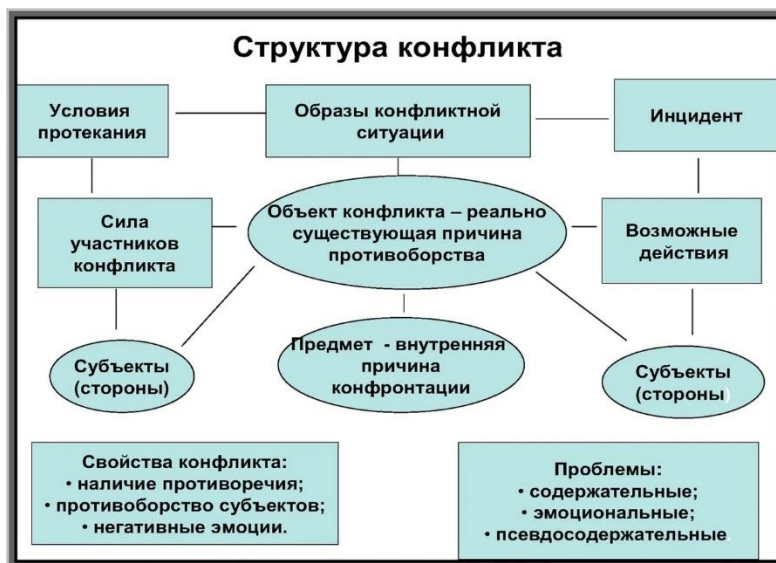 Структура конфликта
Условия
протекания
Образы конфликтной
ситуации
Инцидент
Сила
участников
конфликта
Объект конфликта – реально
существующая причина
противоборства
Возможные
действия
Субъекты
(стороны)
Предмет - внутренняя
причина
конфронтации
Субъекты
(стороны)
Свойства конфликта:
• наличие противоречия;
• противоборство субъектов;
• негативные эмоции.
Проблемы:
• содержательные;
• эмоциональные;
• псевдосодержательные.